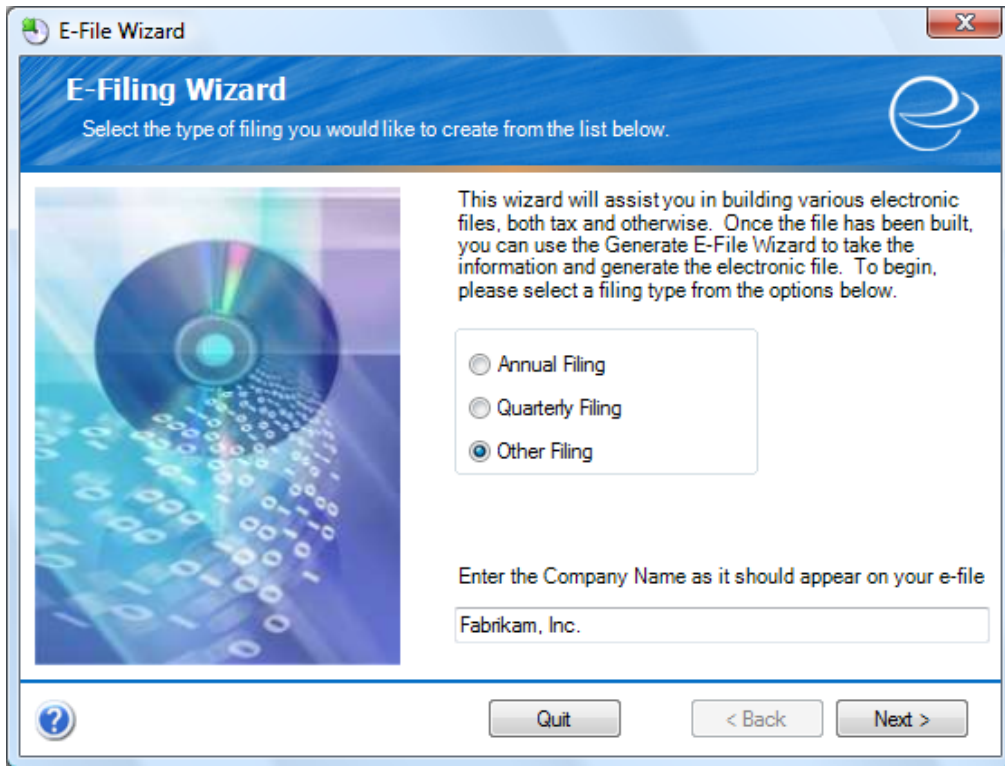 E-File Wizard
E-Filing Wizard
Select the type of filing you would like to create from the list below.
This wizard will assist you in building various electronic
files, both tax and otherwise.  Once the file has been built,
you can use the Generate E-File Wizard to take the
information and generate the electronic file.  To begin,
please select a filing type from the options below.
Annual Filing
Quarterly Filing
Other Filing
Enter the Company Name as it should appear on your e-file
Fabrikam, Inc.
Quit
< Back
Next >